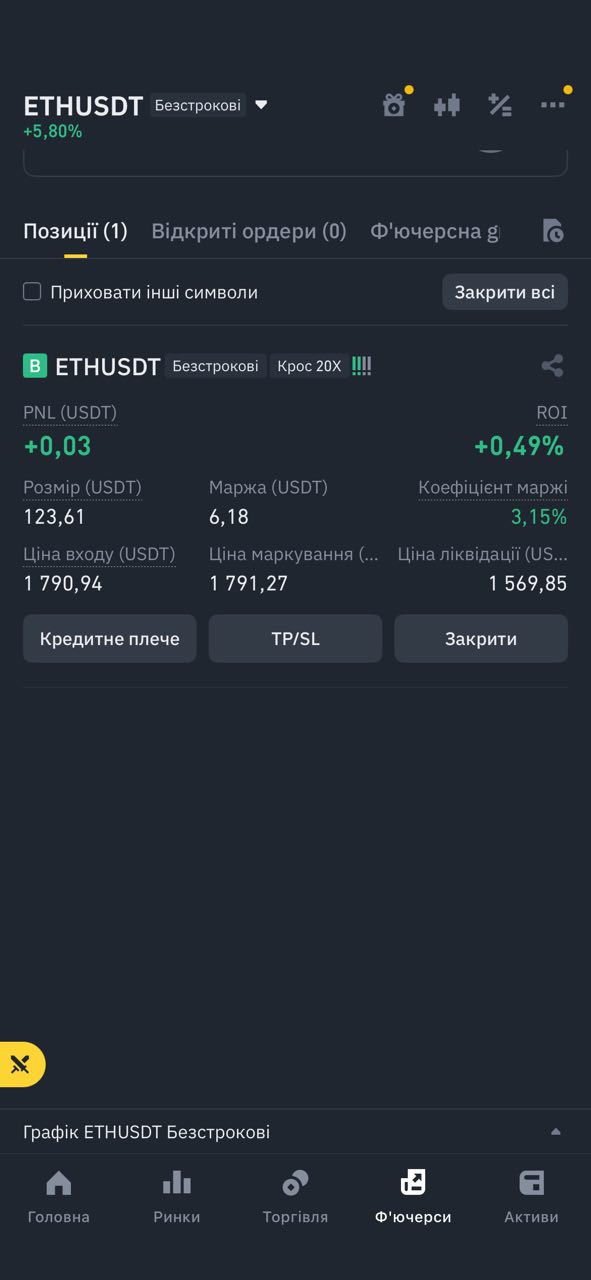 ETHUSDT Безстрокові
+5,80%
Позиції (1) Відкриті ордери (0) Ф'ючерсна
Приховати інші символи Закрити всі
B ETHUSDT Безстрокові Крос 20X
PNL (USDT) ROI
+0,03 +0,49%
Розмір (USDT) Маржа (USDT) Коефіцієнт маржі
123,61 6,18 3,15%
Ціна входу (USDT) Ціна маркування (... Ціна ліквідації (US...
1 790,94 1 791,27 1 569,85
Кредитне плече TP/SL Закрити
Графік ETHUSDT Безстрокові
Головна Ринки Торгівля Ф'ючерси Активи